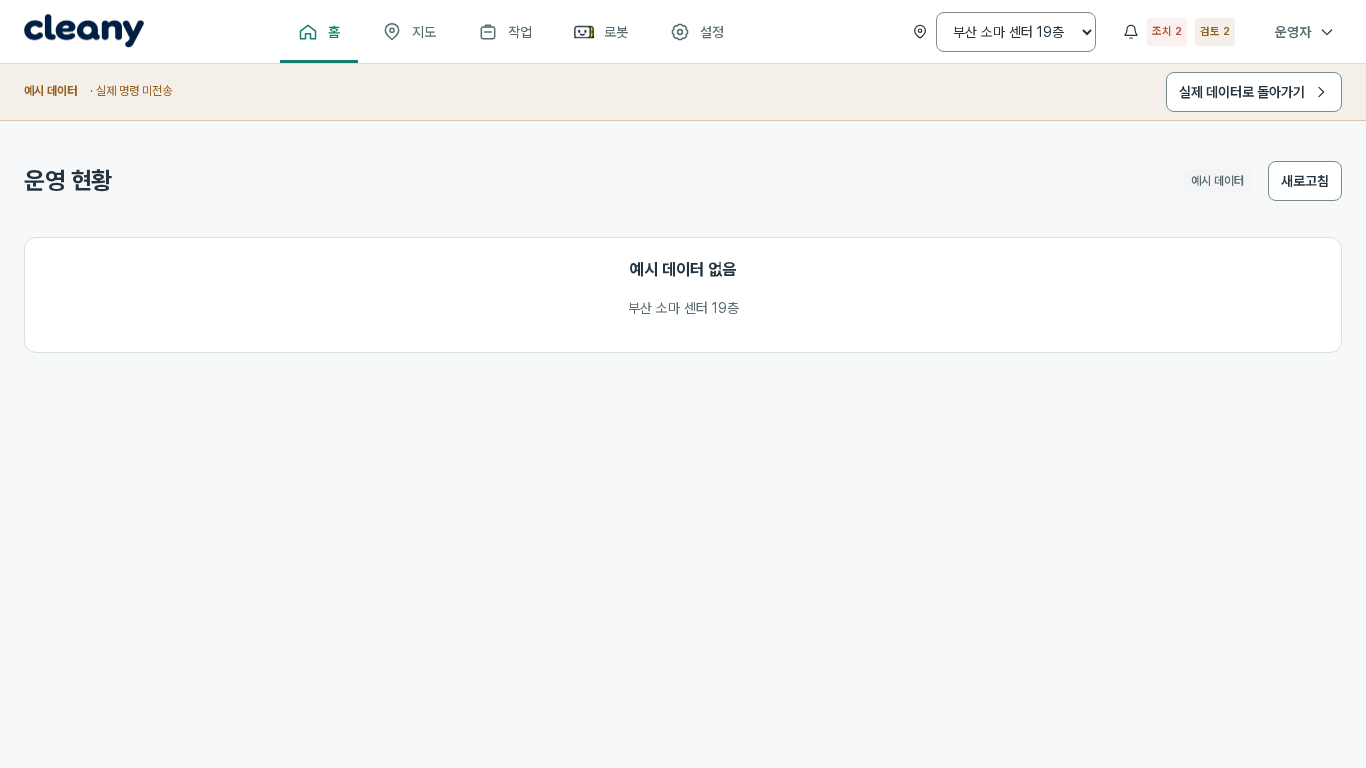 cleany 홈 지도 작업 로봇 설정 부산 소마 센터 19층 조치 2 검토 2 운영자
예시 데이터 · 실제 명령 미전송 실제 데이터로 돌아가기
운영 현황 예시 데이터 새로고침
예시 데이터 없음
부산 소마 센터 19층